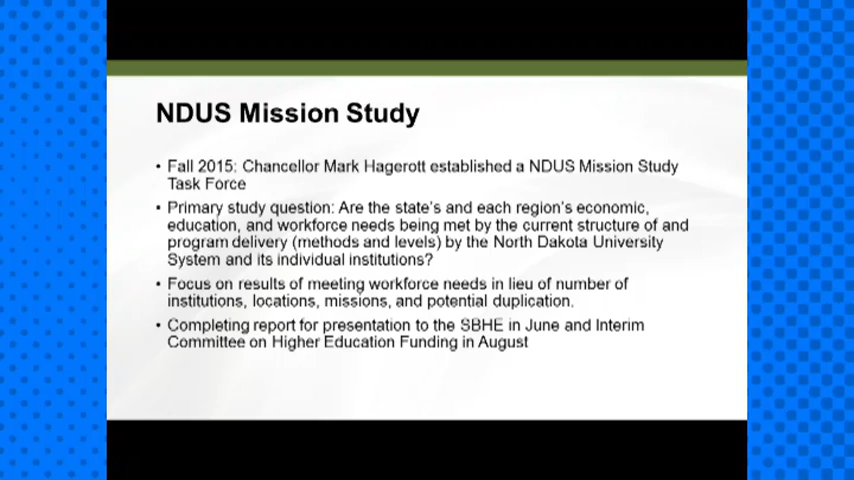 NDUS Mission Study
• Fall 2015: Chancellor Mark Hagerott established a NDUS Mission Study
Task Force
• Primary study question: Are the state's and each region's economic,
education, and workforce needs being met by the current structure of and
program delivery (methods and levels) by the North Dakota University
System and its individual institutions?
• Focus on results of meeting workforce needs in lieu of number of
institutions, locations, missions, and potential duplication.
• Completing report for presentation to the SBHE in June and Interim
Committee on Higher Education Funding in August